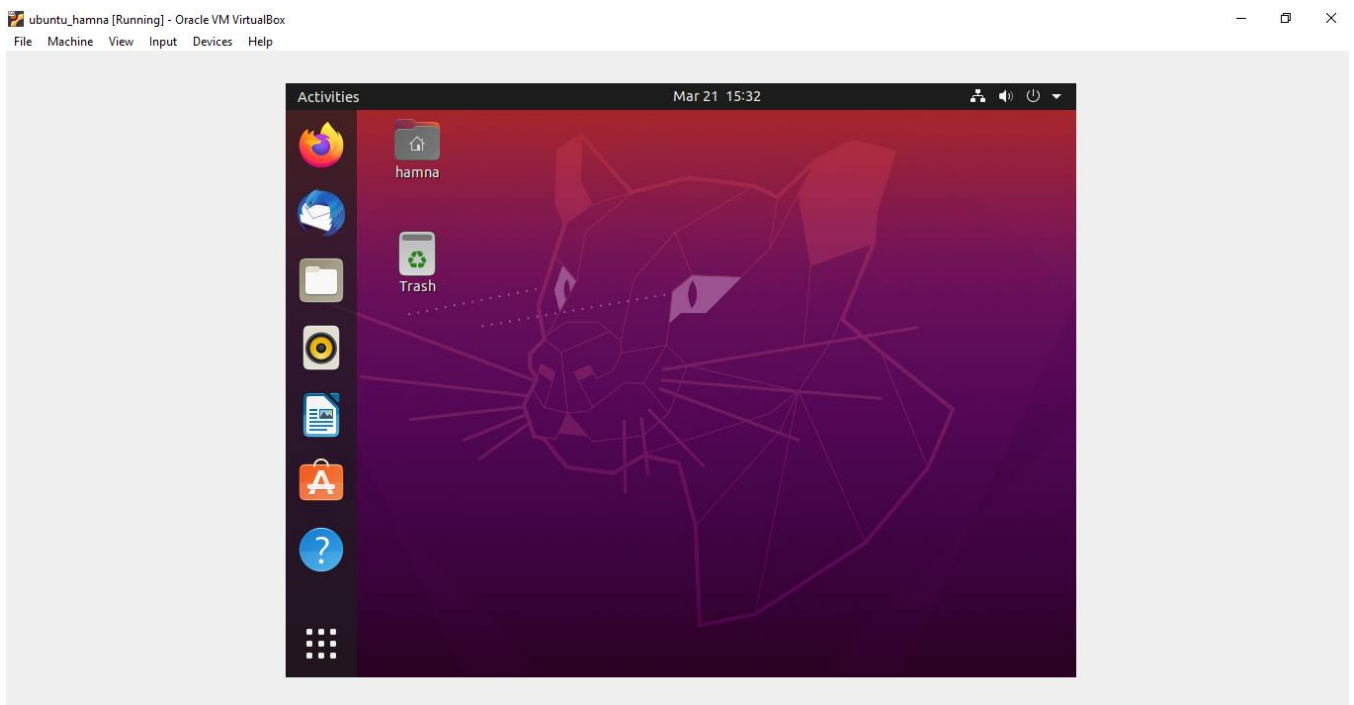 ubuntu_hamna [Running] - Oracle VM VirtualBox
File Machine View Input Devices Help
Activities Mar 21 15:32
hamna
Trash